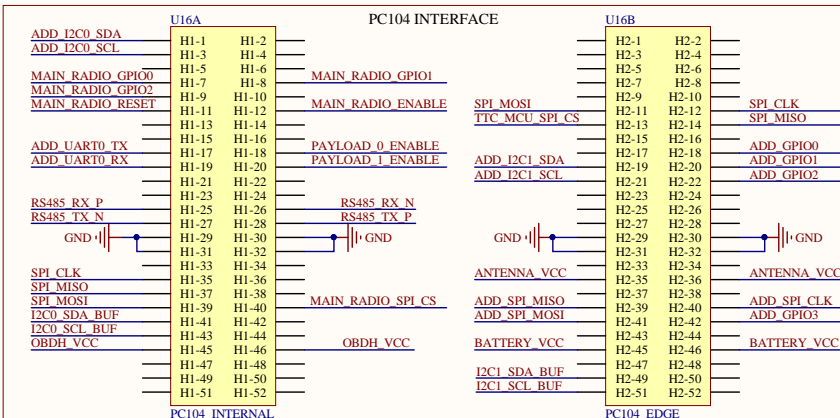 PC104 INTERFACE
U16A
ADD_I2C0_SDA H1-1 H1-2
ADD_I2C0_SCL H1-3 H1-4
H1-5 H1-6
MAIN_RADIO_GPIO0 H1-7 H1-8 MAIN_RADIO_GPIO1
MAIN_RADIO_GPIO2 H1-9 H1-10
MAIN_RADIO_RESET H1-11 H1-12 MAIN_RADIO_ENABLE
H1-13 H1-14
H1-15 H1-16
ADD_UART0_TX H1-17 H1-18 PAYLOAD_0_ENABLE
ADD_UART0_RX H1-19 H1-20 PAYLOAD_1_ENABLE
H1-21 H1-22
H1-23 H1-24
RS485_RX_P H1-25 H1-26 RS485_RX_N
RS485_TX_N H1-27 H1-28 RS485_TX_P
GND H1-29 H1-30 GND
H1-31 H1-32
H1-33 H1-34
SPI_CLK H1-35 H1-36
SPI_MISO H1-37 H1-38
SPI_MOSI H1-39 H1-40 MAIN_RADIO_SPI_CS
I2C0_SDA_BUF H1-41 H1-42
I2C0_SCL_BUF H1-43 H1-44
OBDH_VCC H1-45 H1-46 OBDH_VCC
H1-47 H1-48
H1-49 H1-50
H1-51 H1-52
PC104_INTERNAL
U16B
H2-1 H2-2
H2-3 H2-4
H2-5 H2-6
H2-7 H2-8
H2-9 H2-10
SPI_MOSI H2-11 H2-12 SPI_CLK
TTC_MCU_SPI_CS H2-13 H2-14 SPI_MISO
H2-15 H2-16
H2-17 H2-18 ADD_GPIO0
ADD_I2C1_SDA H2-19 H2-20 ADD_GPIO1
ADD_I2C1_SCL H2-21 H2-22 ADD_GPIO2
H2-23 H2-24
H2-25 H2-26
H2-27 H2-28
GND H2-29 H2-30 GND
H2-31 H2-32
H2-33 H2-34
ANTENNA_VCC H2-35 H2-36 ANTENNA_VCC
H2-37 H2-38
ADD_SPI_MISO H2-39 H2-40 ADD_SPI_CLK
ADD_SPI_MOSI H2-41 H2-42 ADD_GPIO3
H2-43 H2-44
BATTERY_VCC H2-45 H2-46 BATTERY_VCC
H2-47 H2-48
I2C1_SDA_BUF H2-49 H2-50
I2C1_SCL_BUF H2-51 H2-52
PC104_EDGE